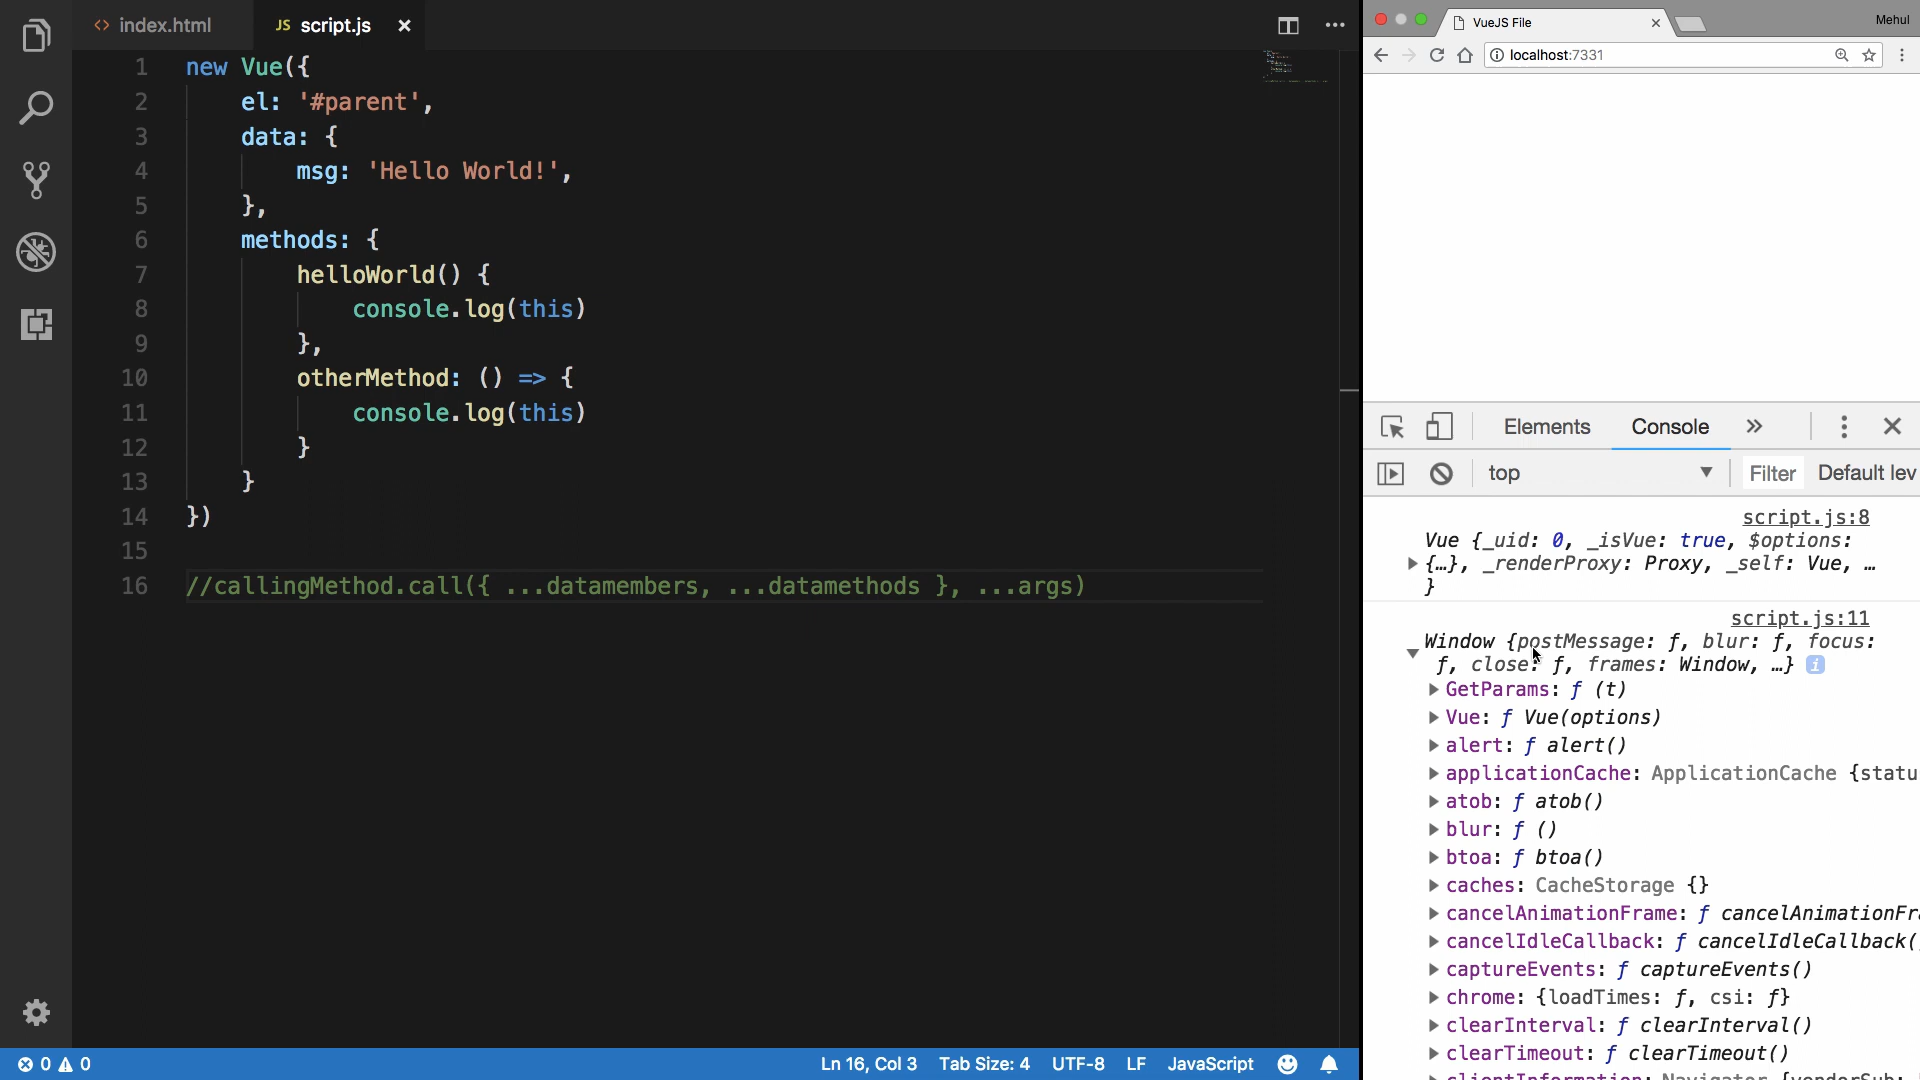 index.html
JS script.js
1 new Vue({
2 el: '#parent',
3 data: {
4 msg: 'Hello World!',
5 },
6 methods: {
7 helloWorld() {
8 console.log(this)
9 },
10 otherMethod: () => {
11 console.log(this)
12 }
13 }
14 })
15
16 //callingMethod.call({ ...datamembers, ...datamethods }, ...args)
0 0
Ln 16, Col 3 Tab Size: 4 UTF-8 LF JavaScript
VueJS File
Mehul
localhost:7331
Elements Console »
top Filter Default lev
script.js:8
Vue {_uid: 0, _isVue: true, $options:
{…}, _renderProxy: Proxy, _self: Vue, …
}
script.js:11
Window {postMessage: ƒ, blur: ƒ, focus:
ƒ, close: ƒ, frames: Window, …} i
GetParams: ƒ (t)
Vue: ƒ Vue(options)
alert: ƒ alert()
applicationCache: ApplicationCache {statu
atob: ƒ atob()
blur: ƒ ()
btoa: ƒ btoa()
caches: CacheStorage {}
cancelAnimationFrame: ƒ cancelAnimationFr
cancelIdleCallback: ƒ cancelIdleCallback(
captureEvents: ƒ captureEvents()
chrome: {loadTimes: ƒ, csi: ƒ}
clearInterval: ƒ clearInterval()
clearTimeout: ƒ clearTimeout()